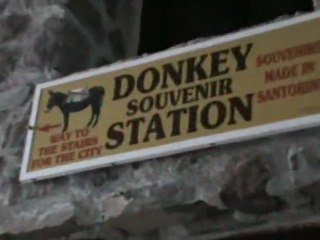 DONKEY
SOUVENIR
STATION
WAY TO
THE STAIRS
FOR THE CITY
SOUVENIRS
MADE IN
SANTORINI